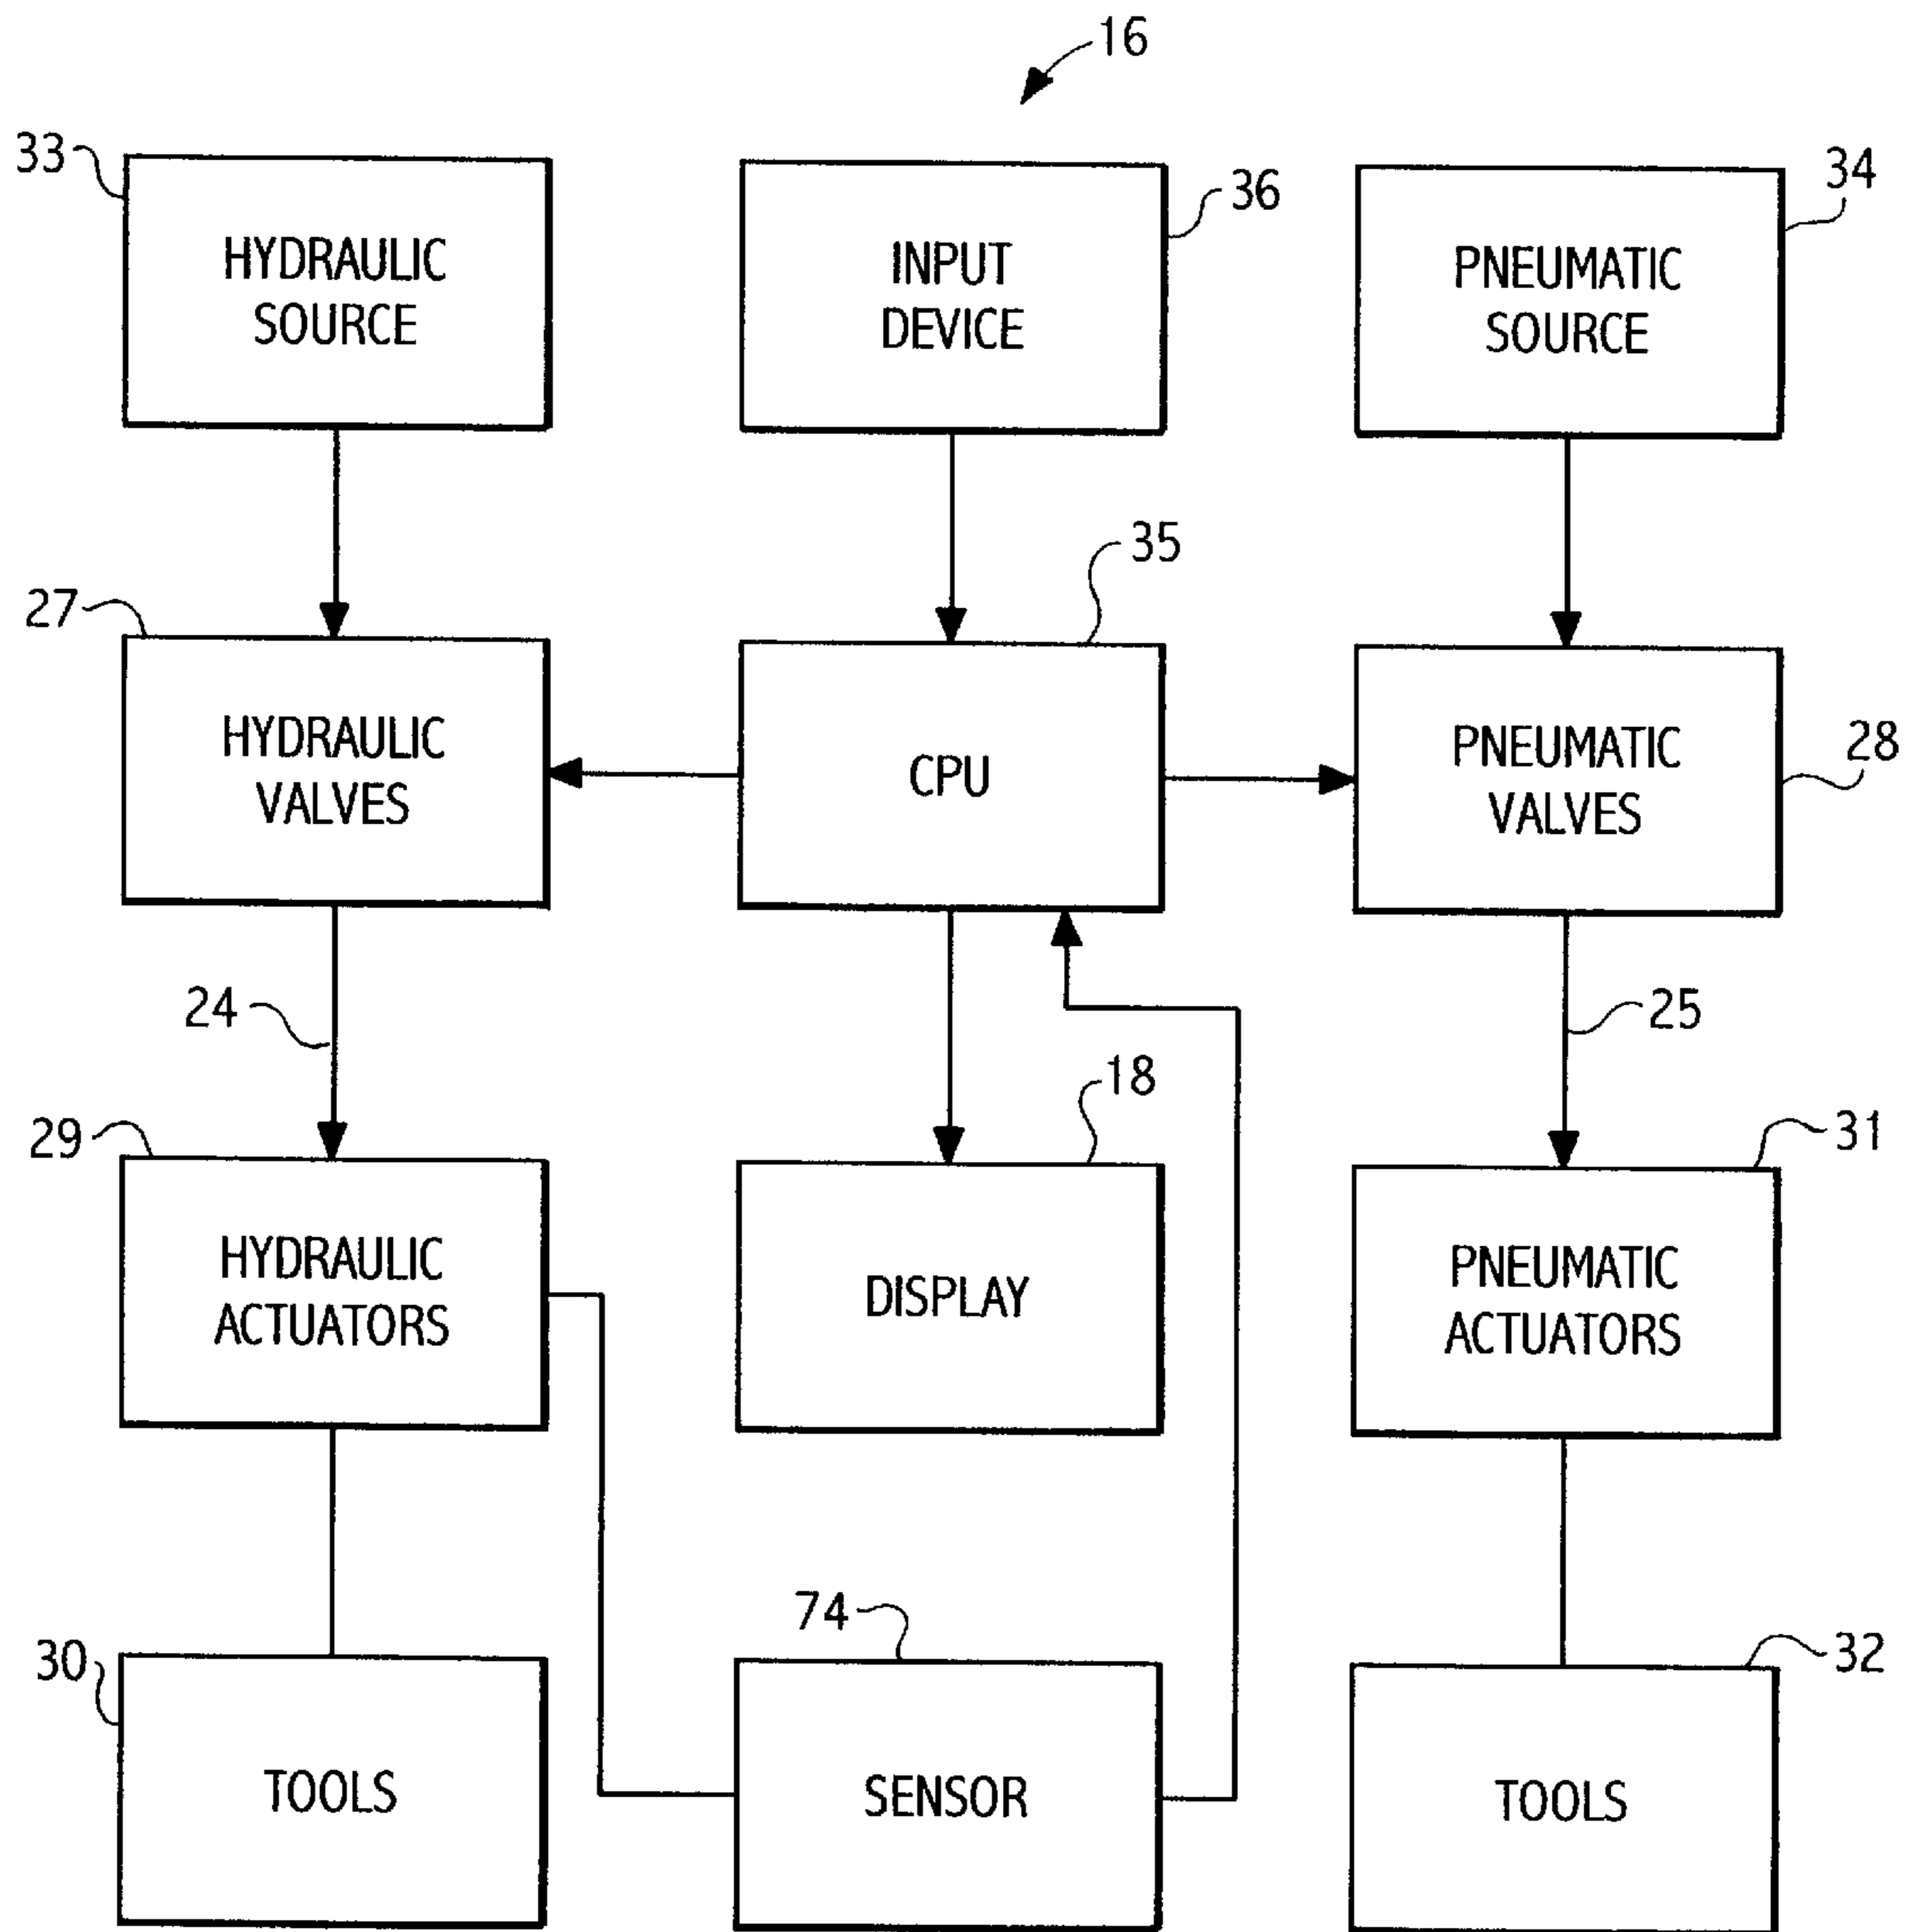 16
33
HYDRAULIC
SOURCE
INPUT
DEVICE
36
PNEUMATIC
SOURCE
34
27
HYDRAULIC
VALVES
35
CPU
PNEUMATIC
VALVES
28
24
25
29
HYDRAULIC
ACTUATORS
18
DISPLAY
31
PNEUMATIC
ACTUATORS
30
TOOLS
74
SENSOR
32
TOOLS